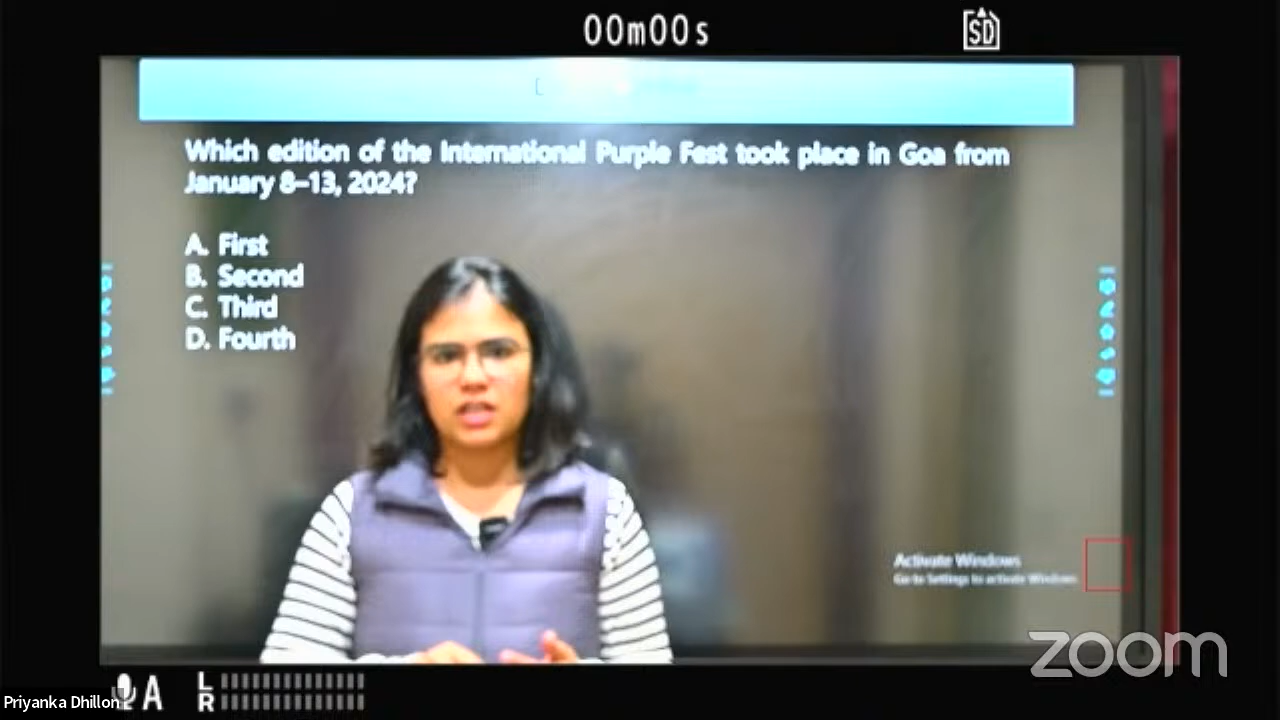 00m00s
SD
Which edition of the International Purple Fest took place in Goa from
January 8–13, 2024?
A. First
B. Second
C. Third
D. Fourth
Activate Windows
Go to Settings to activate Windows
zoom
Priyanka Dhillon
A
L
R